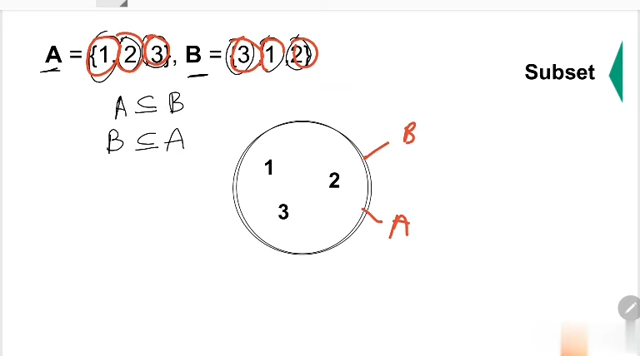 A = {1, 2, 3}, B = {3, 1, 2}
Subset
A ⊆ B
B ⊆ A
B
1
2
3
A